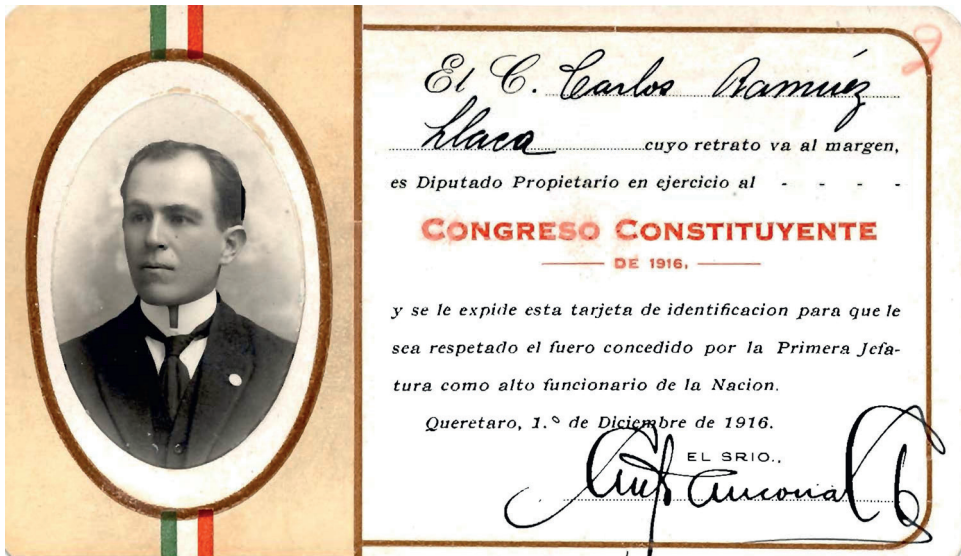 El C. Carlos Ramírez
Llaca cuyo retrato va al margen,
es Diputado Propietario en ejercicio al - - - -
CONGRESO CONSTITUYENTE
DE 1916,
y se le expide esta tarjeta de identificacion para que le
sea respetado el fuero concedido por la Primera Jefa-
tura como alto funcionario de la Nacion.
Queretaro, 1.º de Diciembre de 1916.
EL SRIO.,
Ancona